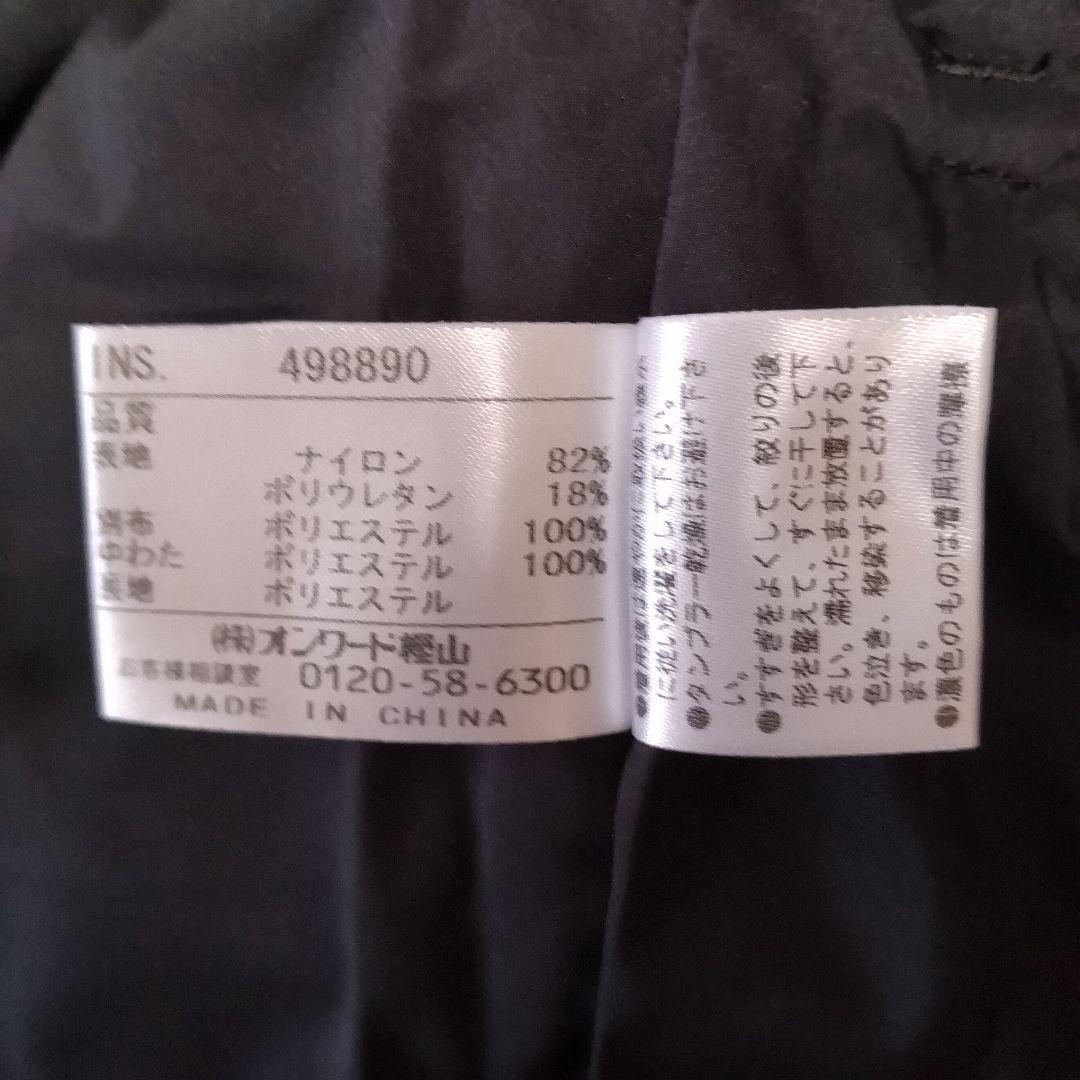 INS. 498890
品質
表地 ナイロン 82%
ポリウレタン 18%
別布 ポリエステル 100%
中わた ポリエステル 100%
裏地 ポリエステル
(株)オンワード樫山
お客様相談室 0120-58-6300
MADE IN CHINA
に従い洗濯をして下さい。
●タンブラー乾燥はお避け下さ
い。
●すすぎをよくして、絞りの後
形を整えて、すぐに干して下
さい。濡れたまま放置すると、
色泣き、移染することがあり
ます。
●濃色のものは着用中の摩擦